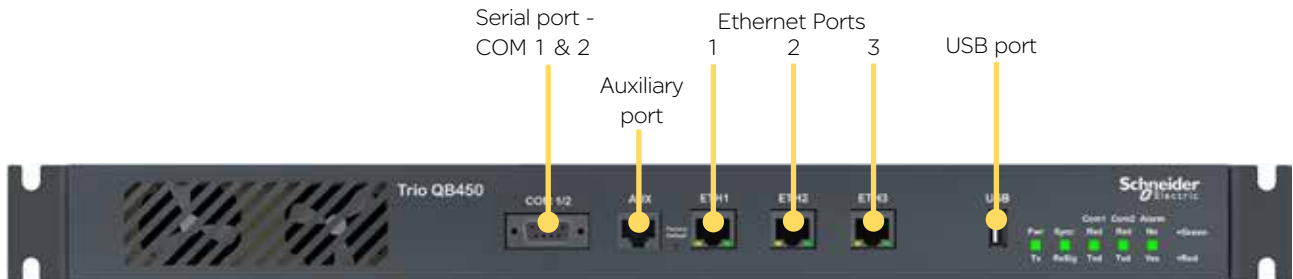 Serial port -
COM 1 & 2
Ethernet Ports
1 2 3
USB port
Auxiliary
port
Trio QB450
Schneider
Electric
COM 1/2
AUX
ETH1
ETH2
ETH3
USB
Factory
Default
Com1 Com2 Alarm
Pwr Sync Rxd Rxd No =Green
Tx RxSig Txd Txd Yes =Red